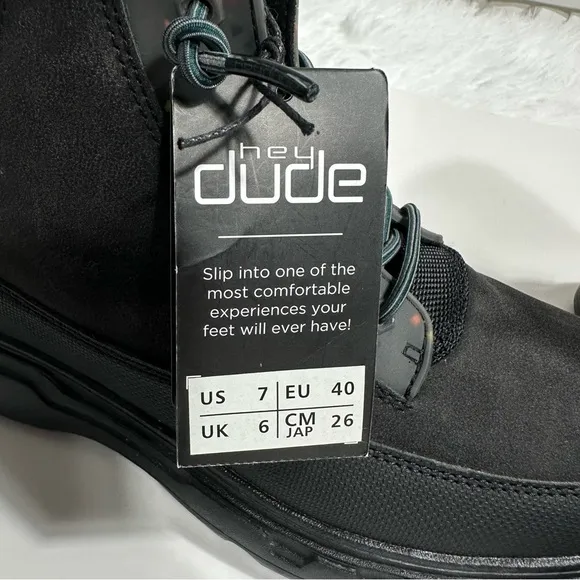 hey
dude
Slip into one of the
most comfortable
experiences your
feet will ever have!
US 7 EU 40
UK 6 CM JAP 26